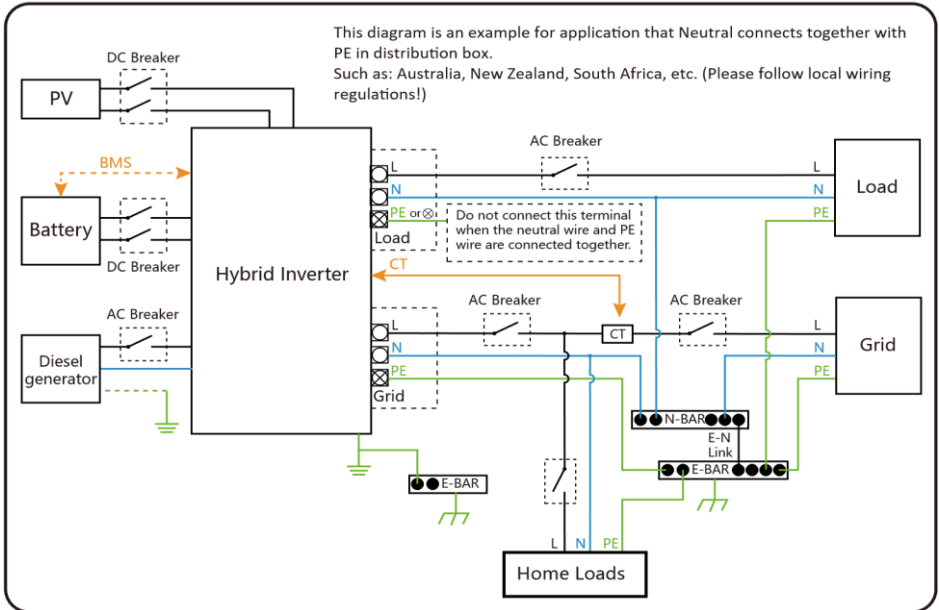 This diagram is an example for application that Neutral connects together with
PE in distribution box.
Such as: Australia, New Zealand, South Africa, etc. (Please follow local wiring
regulations!)
DC Breaker
PV
BMS
Battery
DC Breaker
AC Breaker
Diesel
generator
Hybrid Inverter
L
N
PE or⊗
Load
AC Breaker
Do not connect this terminal
when the neutral wire and PE
wire are connected together.
L
N
PE
Load
CT
L
N
PE
Grid
AC Breaker
CT
AC Breaker
L
N
PE
Grid
N-BAR
E-N
Link
E-BAR
E-BAR
L
N
PE
Home Loads